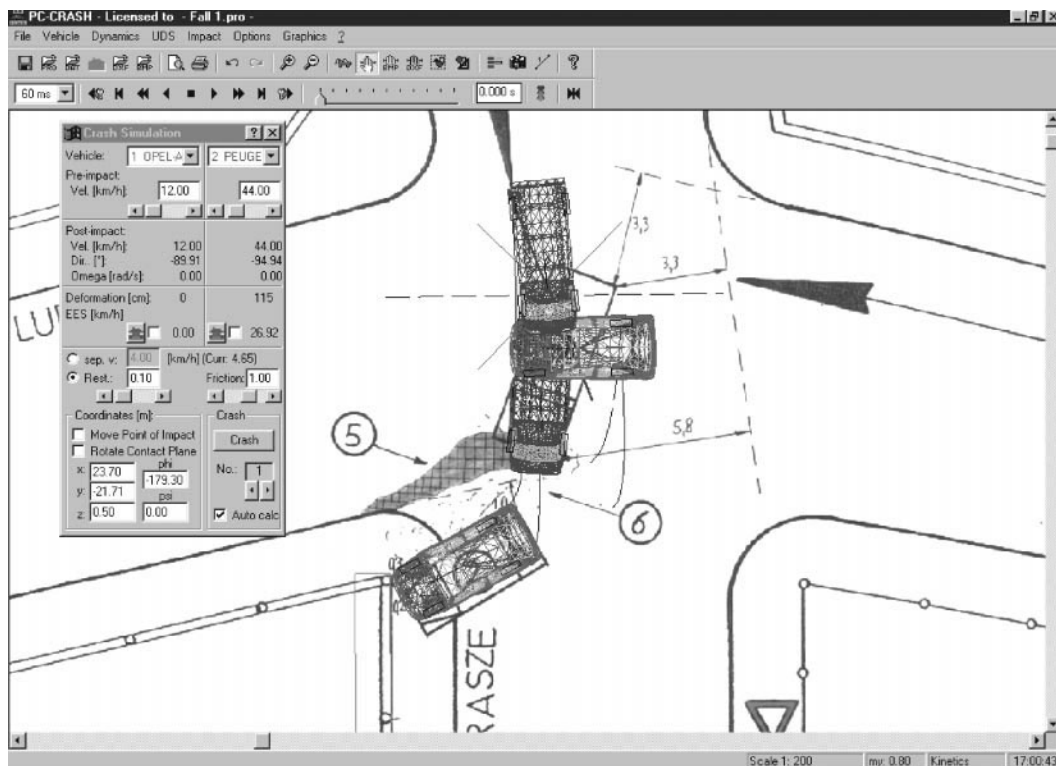 PC-CRASH - Licensed to - Fall 1.pro -
File Vehicle Dynamics UDS Impact Options Graphics ?
60 ms
0.000 s
Crash Simulation
Vehicle: 1 OPEL-A 2 PEUGE
Pre-impact:
Vel. [km/h]: 12.00 44.00
Post-impact:
Vel. [km/h]: 12.00 44.00
Dir.. [°]: -89.91 -94.94
Omega [rad/s]: 0.00 0.00
Deformation [cm]: 0 115
EES [km/h]
0.00 26.92
sep. v: 4.00 [km/h] (Curr: 4.65)
Rest.: 0.10 Friction: 1.00
Coordinates [m]:
Move Point of Impact
Rotate Contact Plane
x: 23.70 phi
y: -21.71 -179.30
z: 0.50 psi
0.00
Crash
Crash
No.: 1
Auto calc
LU
3,3
3,3
5,8
5
6
RASZE
Scale 1: 200 mu: 0.80 Kinetics 17:00:43